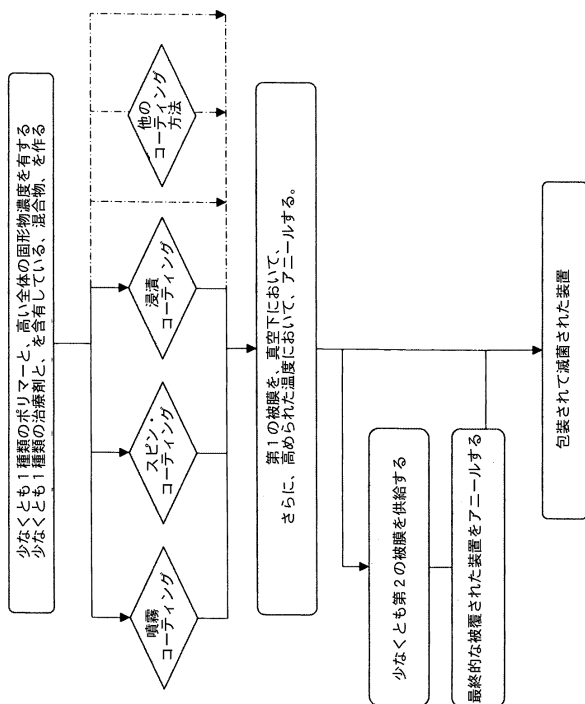 少なくとも1種類のポリマーと、高い全体の固形物濃度を有する
少なくとも1種類の治療剤と、を含有している、混合物、を作る
噴霧
コーティング
スピン・
コーティング
浸漬
コーティング
他の
コーティング
方法
第1の被膜を、真空下において、
さらに、高められた温度において、アニールする。
少なくとも第2の被膜を供給する
最終的な被覆された装置をアニールする
包装されて滅菌された装置